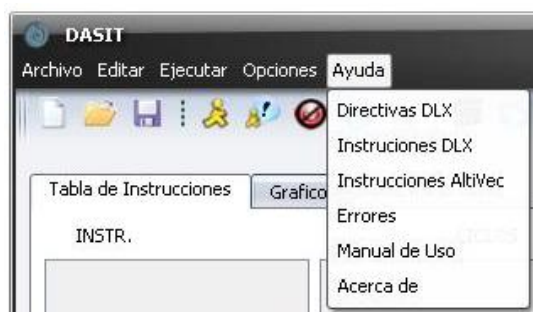 DASIT
Archivo Editar Ejecutar Opciones Ayuda
Directivas DLX
Instruciones DLX
Instrucciones AltiVec
Errores
Manual de Uso
Acerca de
Tabla de Instrucciones Grafico
INSTR.